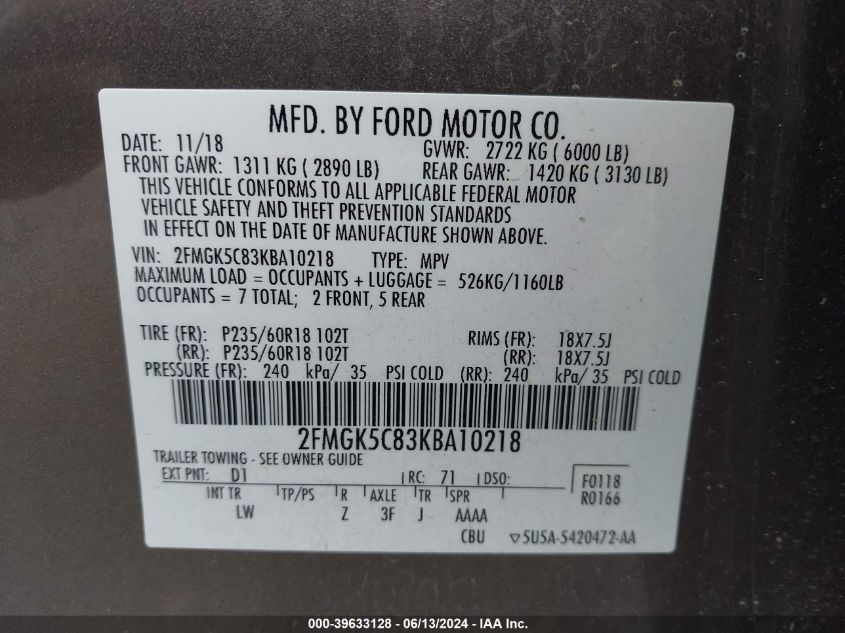 MFD. BY FORD MOTOR CO.
DATE: 11/18 GVWR: 2722 KG ( 6000 LB)
FRONT GAWR: 1311 KG ( 2890 LB) REAR GAWR: 1420 KG ( 3130 LB)
THIS VEHICLE CONFORMS TO ALL APPLICABLE FEDERAL MOTOR
VEHICLE SAFETY AND THEFT PREVENTION STANDARDS
IN EFFECT ON THE DATE OF MANUFACTURE SHOWN ABOVE.
VIN: 2FMGK5C83KBA10218 TYPE: MPV
MAXIMUM LOAD = OCCUPANTS + LUGGAGE = 526KG/1160LB
OCCUPANTS = 7 TOTAL; 2 FRONT, 5 REAR
TIRE (FR): P235/60R18 102T RIMS (FR): 18X7.5J
(RR): P235/60R18 102T (RR): 18X7.5J
PRESSURE (FR): 240 kPa/ 35 PSI COLD (RR): 240 kPa/ 35 PSI COLD
2FMGK5C83KBA10218
TRAILER TOWING - SEE OWNER GUIDE
EXT PNT: D1 RC: 71 DSO: F0118
R0166
INT TR TP/PS R AXLE TR SPR
LW Z 3F J AAAA
CBU ▽5U5A-5420472-AA
000-39633128 - 06/13/2024 - IAA Inc.